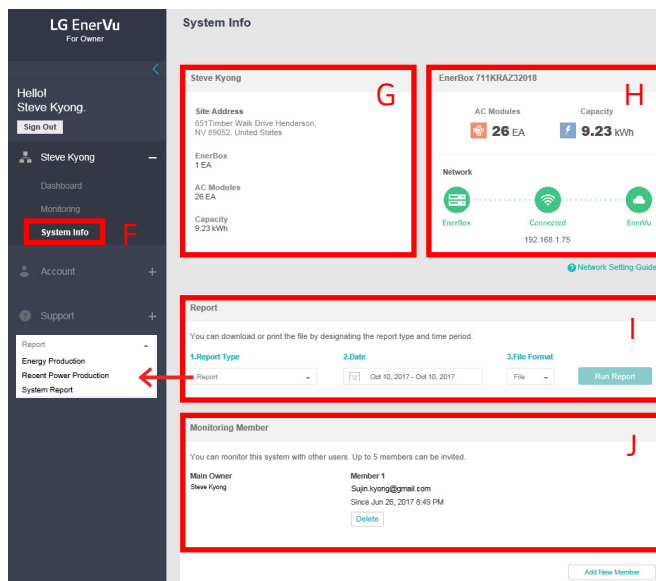 LG EnerVu
For Owner
Hello!
Steve Kyong.
Sign Out
Steve Kyong
Dashboard
Monitoring
System Info
F
Account
Support
Report
Energy Production
Recent Power Production
System Report
System Info
Steve Kyong
G
Site Address
851Timber Walk Drive Henderson,
NV 89052. United States
EnerBox
1 EA
AC Modules
26 EA
Capacity
9.23 kWh
EnerBox 711KRAZ32018
H
AC Modules
Capacity
26 EA
9.23 kWh
Network
EnerBox
Connected
EnerVu
192.168.1.75
Network Setting Guide
Report
I
You can download or print the file by designating the report type and time period.
1.Report Type
2.Date
3.File Format
Report
Oct 10, 2017 - Oct 10, 2017
File
Run Report
Monitoring Member
J
You can monitor this system with other users. Up to 5 members can be invited.
Main Owner
Steve Kyong
Member 1
Sujin.kyong@gmail.com
Since Jun 26, 2017 8:49 PM
Delete
Add New Member